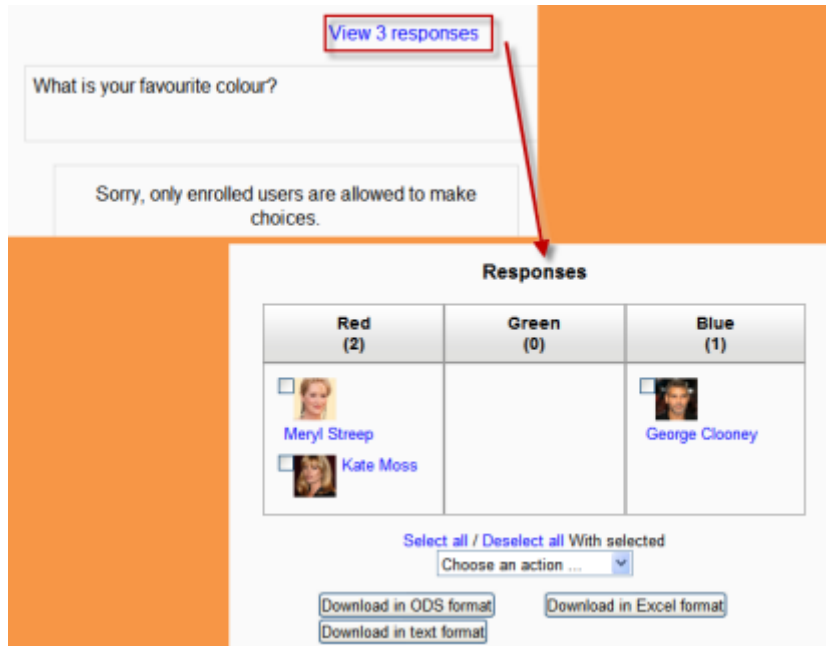 View 3 responses
What is your favourite colour?
Sorry, only enrolled users are allowed to make
choices.
Responses
Red
(2)
Green
(0)
Blue
(1)
Meryl Streep
Kate Moss
George Clooney
Select all / Deselect all With selected
Choose an action ...
Download in ODS format
Download in Excel format
Download in text format